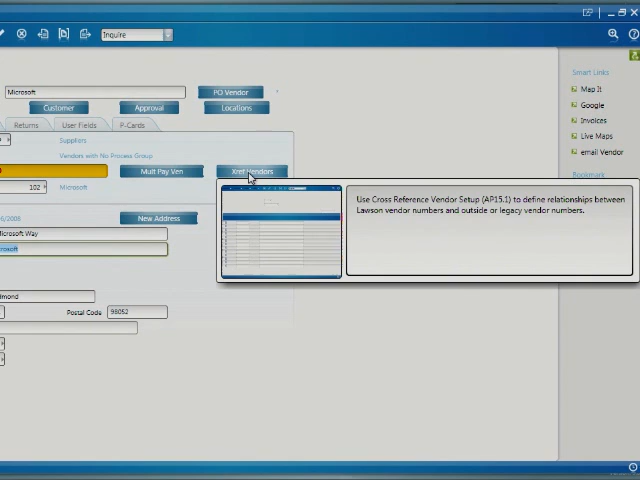 Inquire
Smart Links
Microsoft
PO Vendor
Map It
Customer
Approval
Locations
Google
Returns
User Fields
P-Cards
Invoices
Suppliers
Live Maps
Vendors with No Process Group
email Vendor
Mult Pay Ven
Xref Vendors
Bookmark
102
Microsoft
Use Cross Reference Vendor Setup (AP15.1) to define relationships between
Lawson vendor numbers and outside or legacy vendor numbers.
6/2008
New Address
icrosoft Way
rosoft
dmond
Postal Code
98052